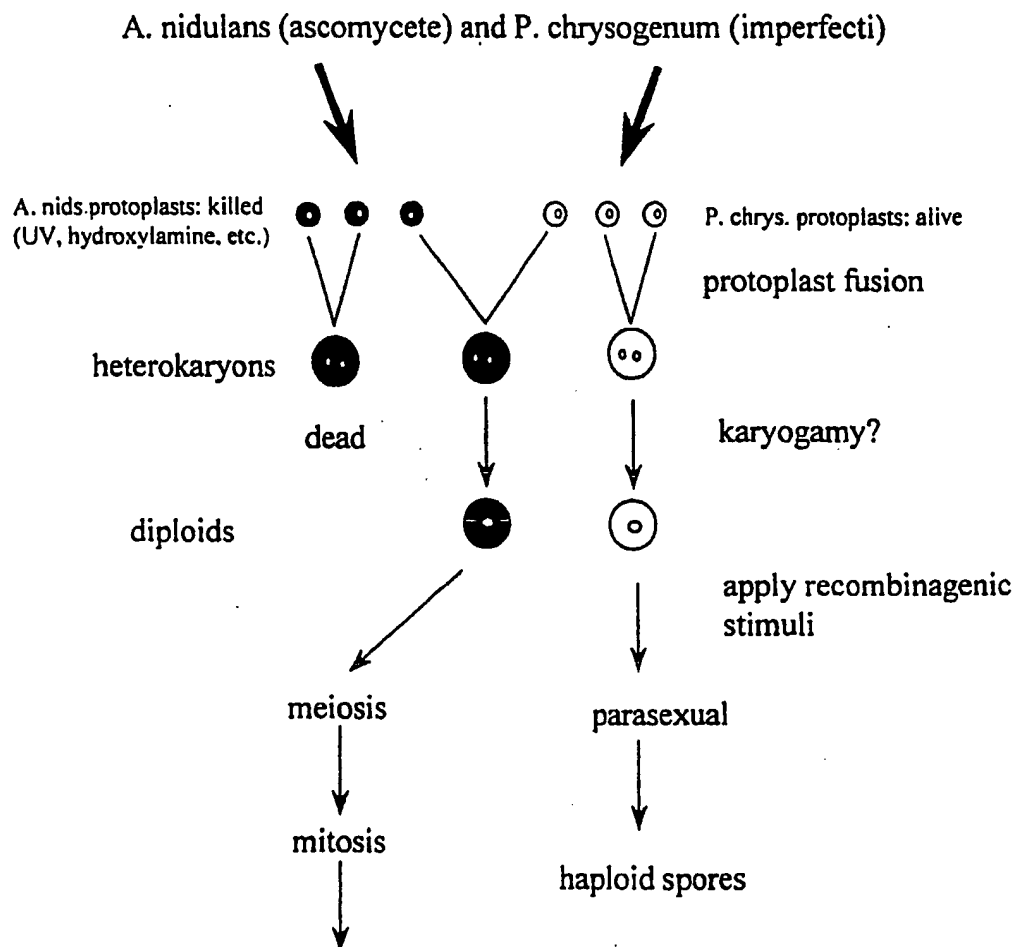 A. nidulans (ascomycete) and P. chrysogenum (imperfecti)
A. nids.protoplasts: killed
(UV, hydroxylamine, etc.)
P. chrys. protoplasts: alive
protoplast fusion
heterokaryons
dead
karyogamy?
diploids
apply recombinagenic
stimuli
meiosis
parasexual
mitosis
haploid spores